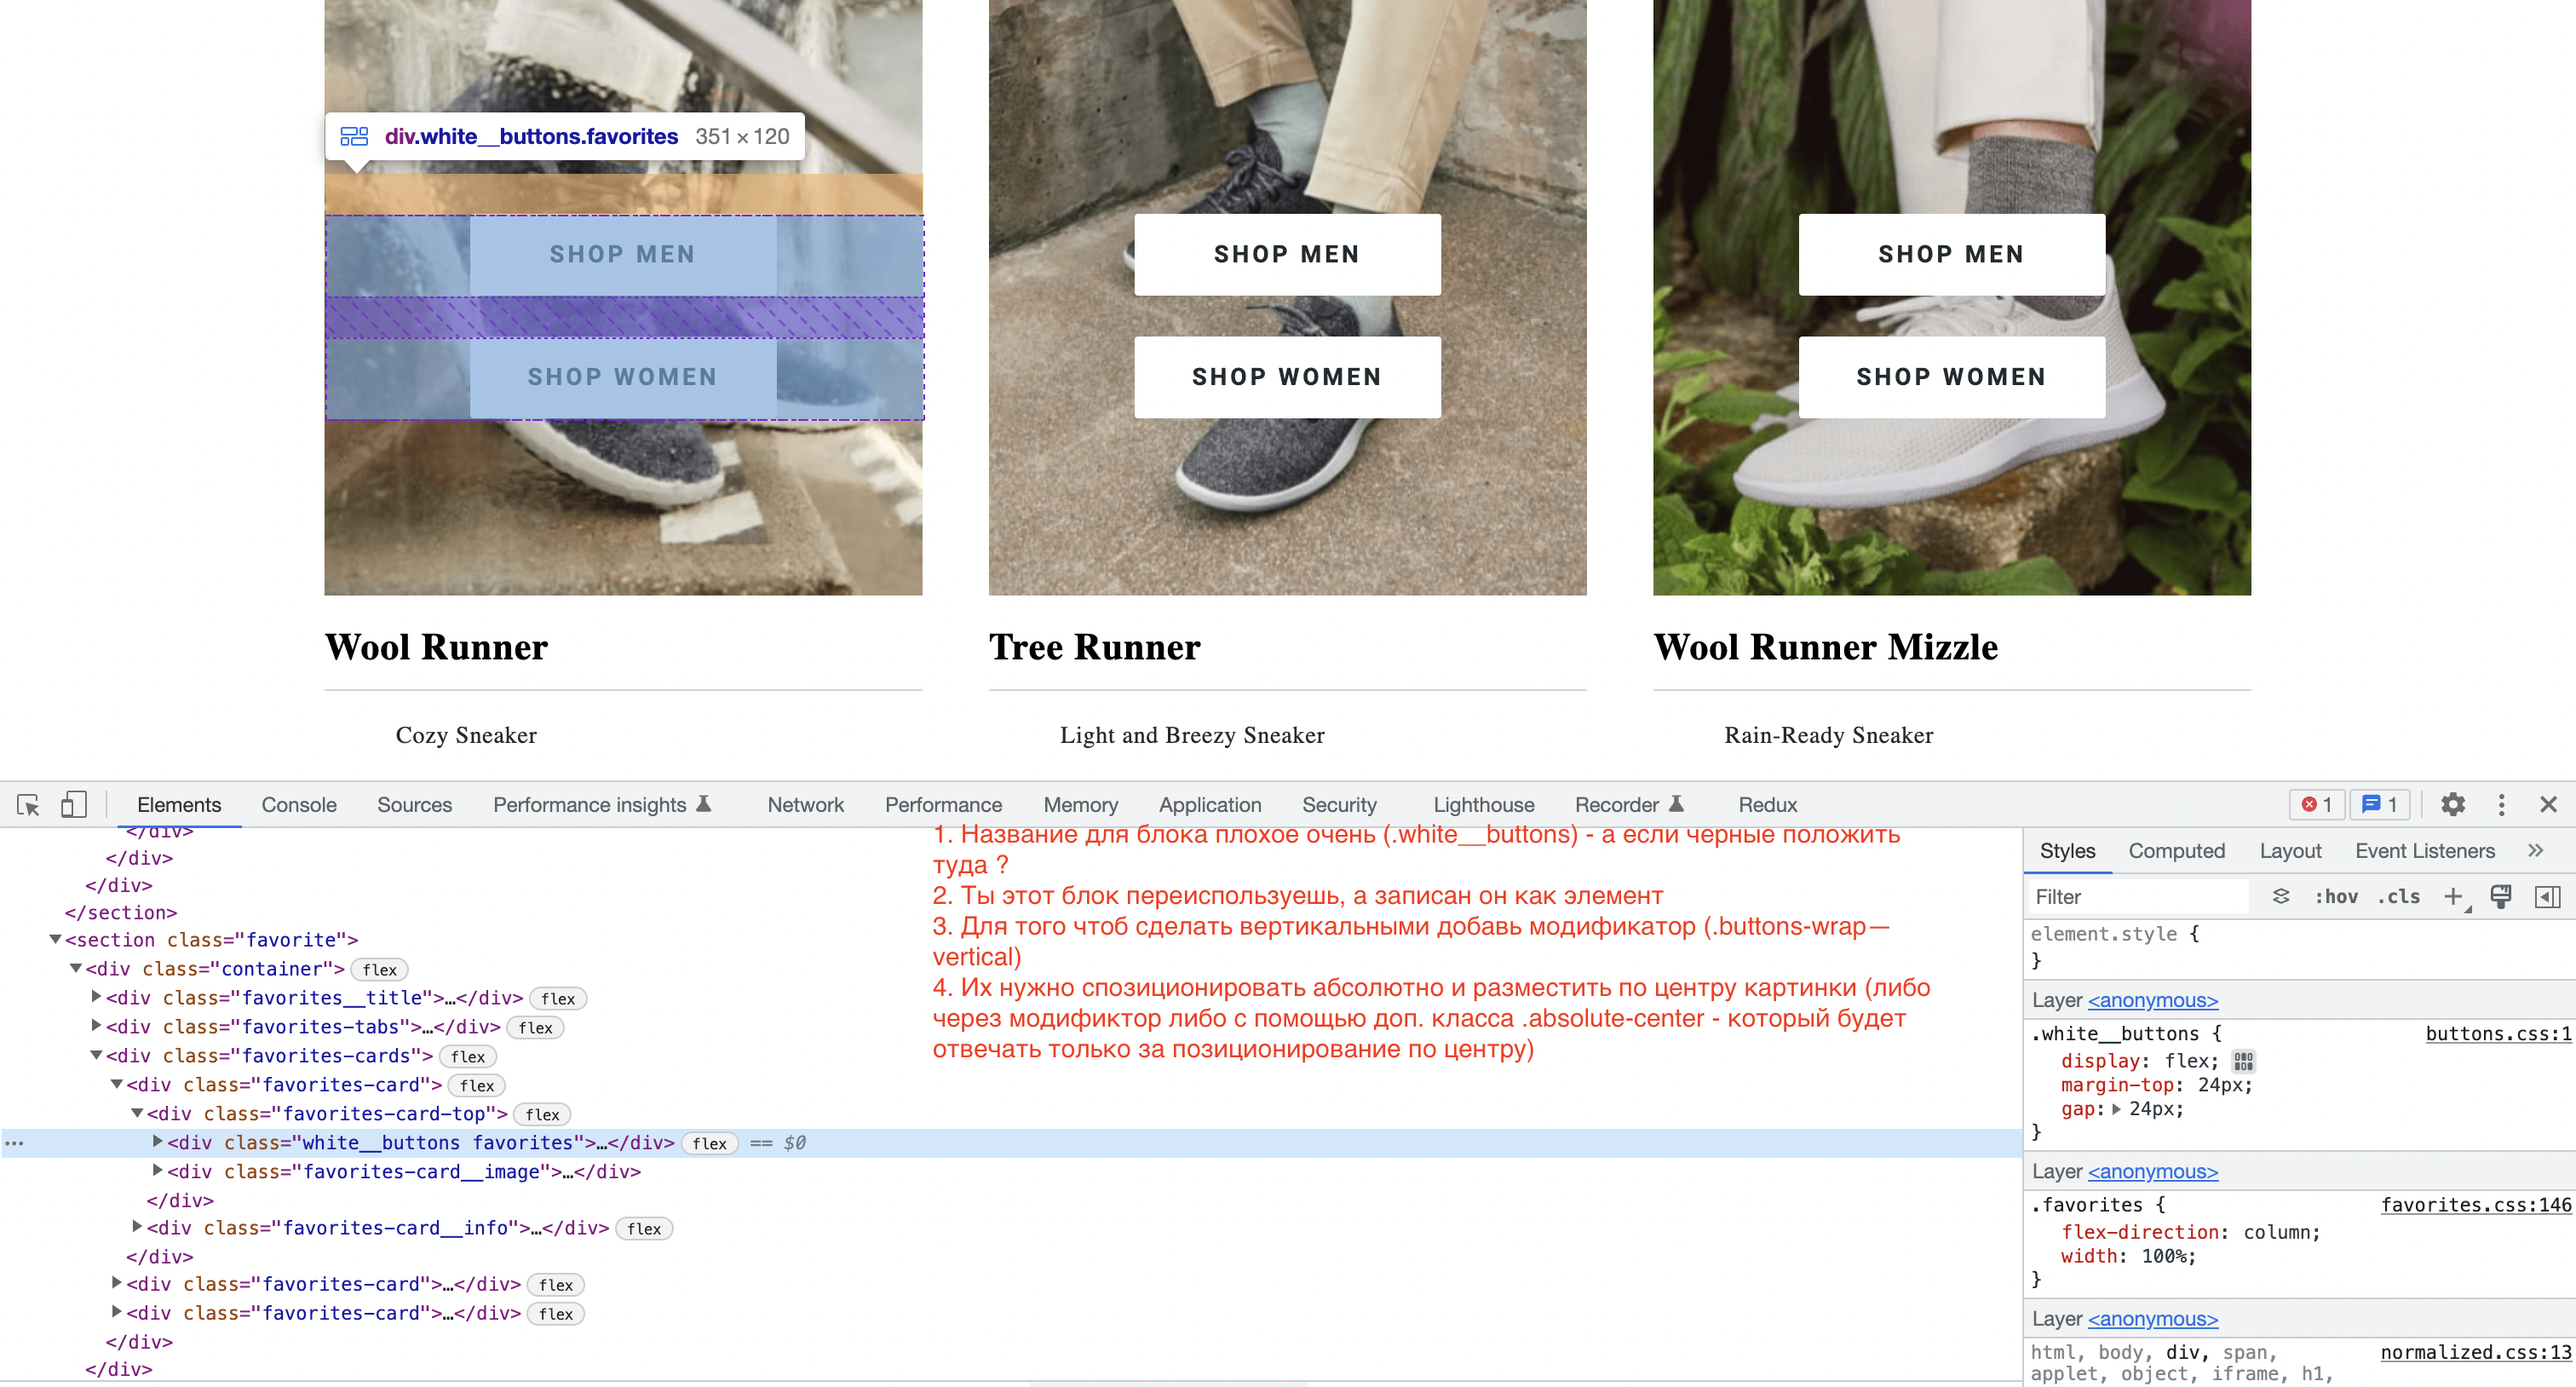 div.white__buttons.favorites 351 × 120
SHOP MEN
SHOP WOMEN
SHOP MEN
SHOP WOMEN
SHOP MEN
SHOP WOMEN
Wool Runner
Cozy Sneaker
Tree Runner
Light and Breezy Sneaker
Wool Runner Mizzle
Rain-Ready Sneaker
Elements Console Sources Performance insights Network Performance Memory Application Security Lighthouse Recorder Redux 1 1
</div>
</div>
</div>
</section>
<section class="favorite">
<div class="container"> flex
<div class="favorites__title">…</div> flex
<div class="favorites-tabs">…</div> flex
<div class="favorites-cards"> flex
<div class="favorites-card"> flex
<div class="favorites-card-top"> flex
… <div class="white__buttons favorites">…</div> flex == $0
<div class="favorites-card__image">…</div>
</div>
<div class="favorites-card__info">…</div> flex
</div>
<div class="favorites-card">…</div> flex
<div class="favorites-card">…</div> flex
</div>
</div>
1. Название для блока плохое очень (.white__buttons) - а если черные положить
туда ?
2. Ты этот блок переиспользуешь, а записан он как элемент
3. Для того чтоб сделать вертикальными добавь модификатор (.buttons-wrap—
vertical)
4. Их нужно спозиционировать абсолютно и разместить по центру картинки (либо
через модификтор либо с помощью доп. класса .absolute-center - который будет
отвечать только за позиционирование по центру)
Styles Computed Layout Event Listeners »
Filter :hov .cls +
element.style {
}
Layer <anonymous>
.white__buttons { buttons.css:1
display: flex;
margin-top: 24px;
gap: 24px;
}
Layer <anonymous>
.favorites { favorites.css:146
flex-direction: column;
width: 100%;
}
Layer <anonymous>
html, body, div, span, normalized.css:13
applet, object, iframe, h1,